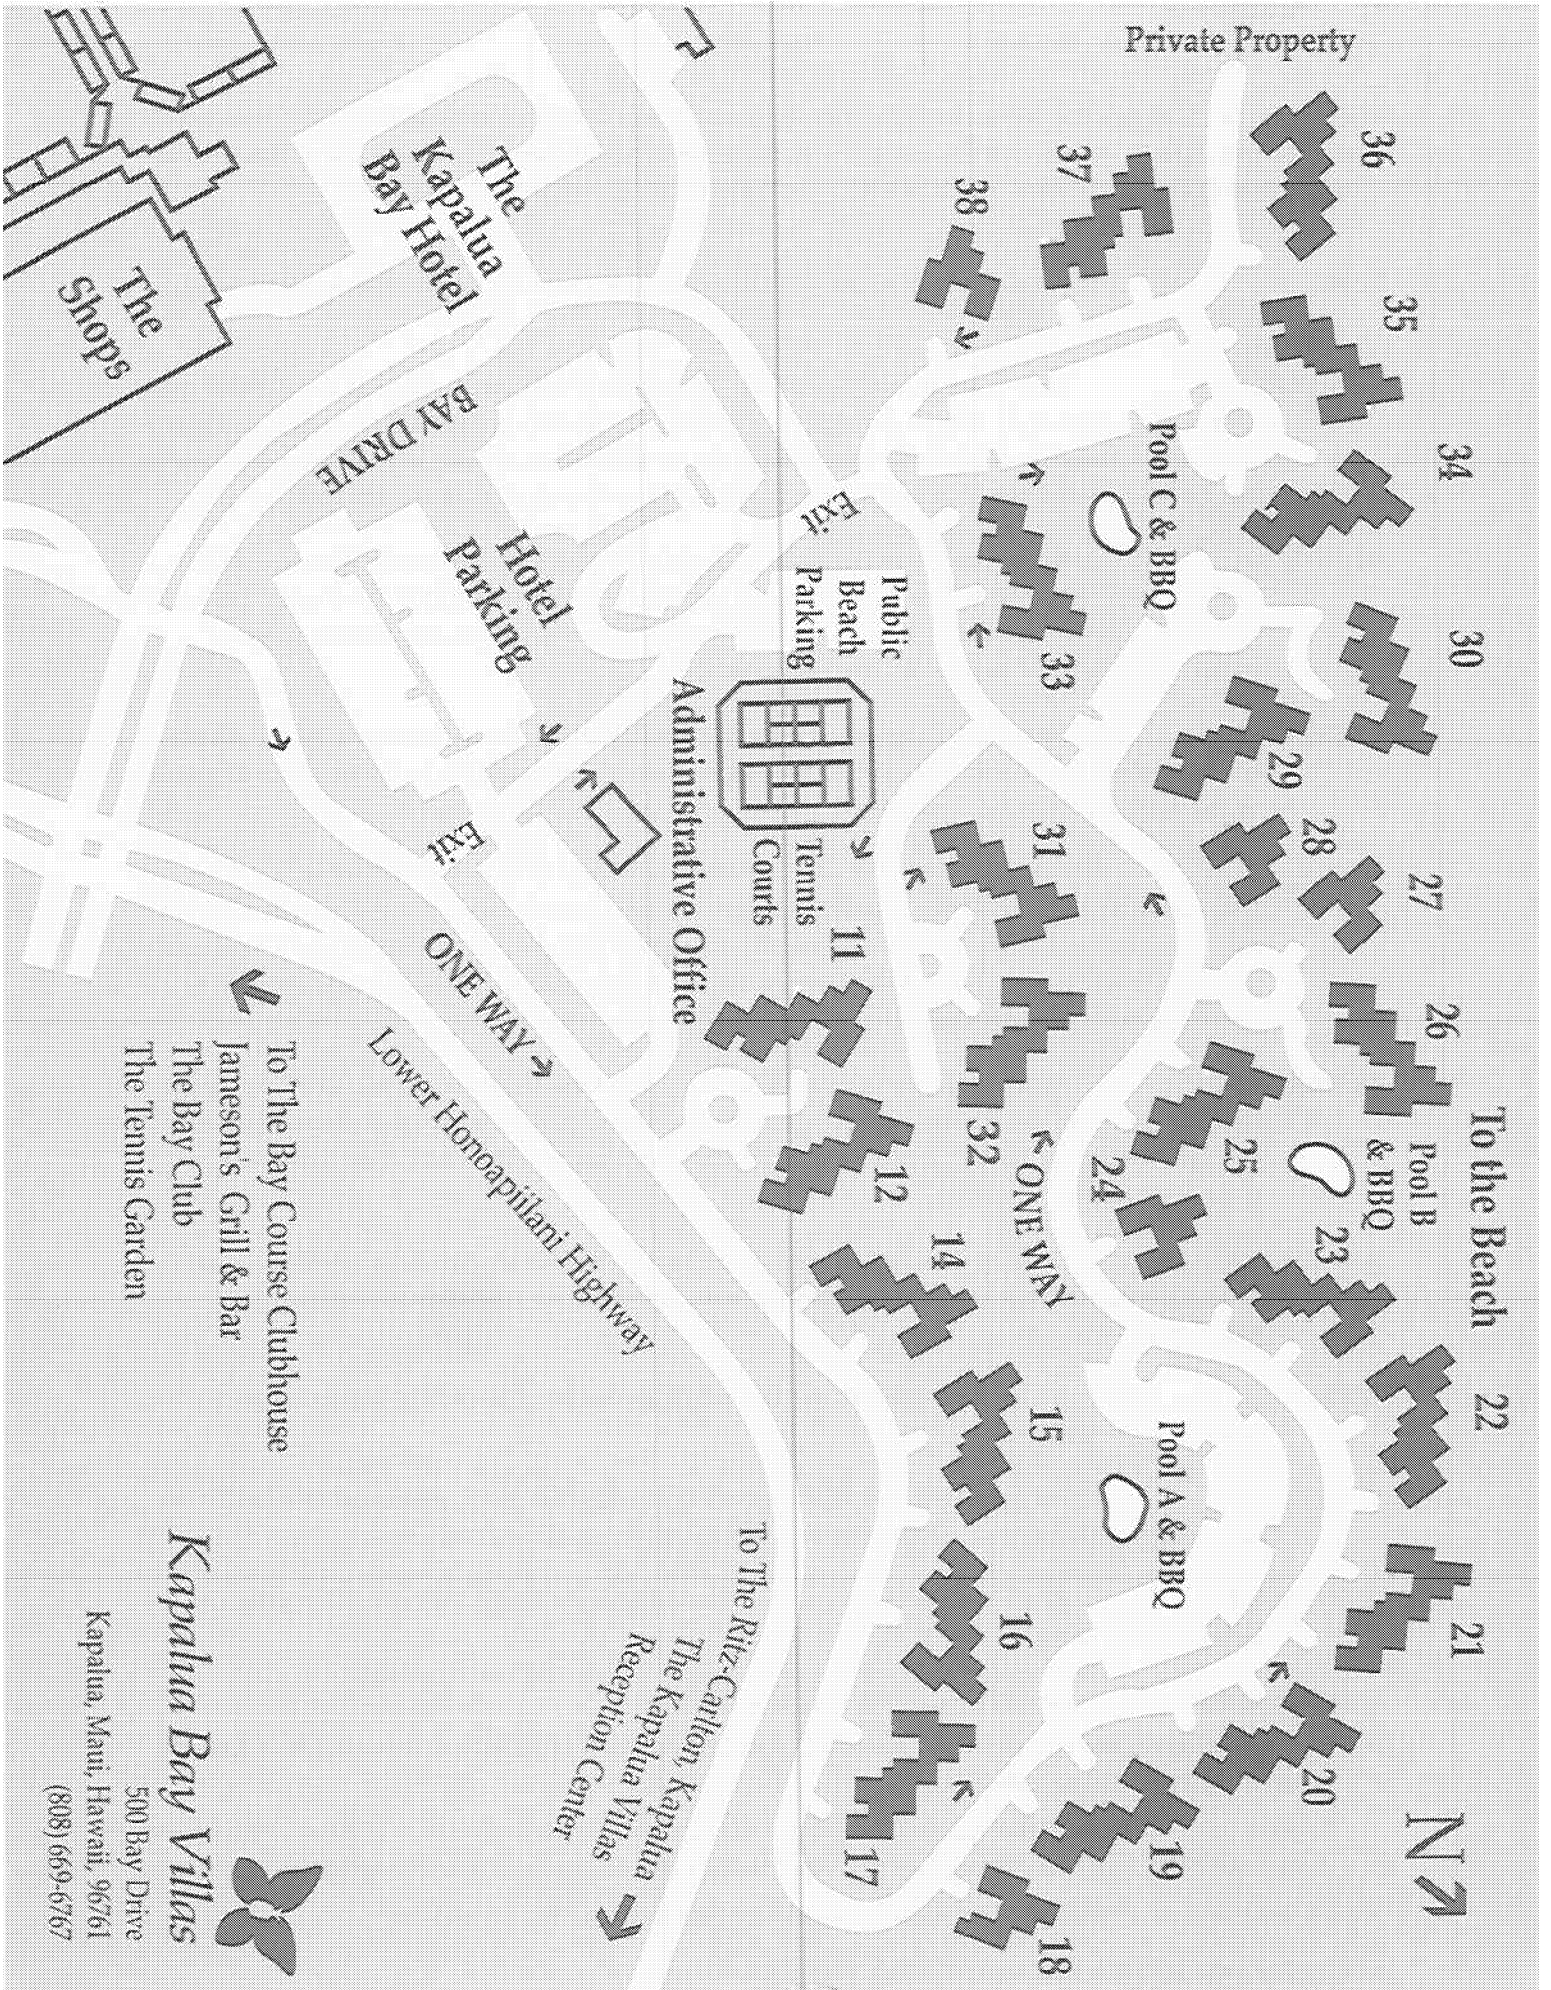 Private Property
36
37
38
35
34
30
33
29
28
27
31
26
32
25
24
23
22
11
12
14
15
16
17
21
20
19
18
The
Kapalua
Bay Hotel
The
Shops
BAY DRIVE
Hotel
Parking
Exit
Public
Beach
Parking
Pool C & BBQ
Administrative Office
Tennis
Courts
Exit
ONE WAY
Lower Honoapiilani Highway
ONE WAY
Pool B
& BBQ
To the Beach
Pool A & BBQ
To The Bay Course Clubhouse
Jameson's Grill & Bar
The Bay Club
The Tennis Garden
To The Ritz-Carlton, Kapalua
The Kapalua Villas
Reception Center
N
Kapalua Bay Villas
500 Bay Drive
Kapalua, Maui, Hawaii, 96761
(808) 669-6767